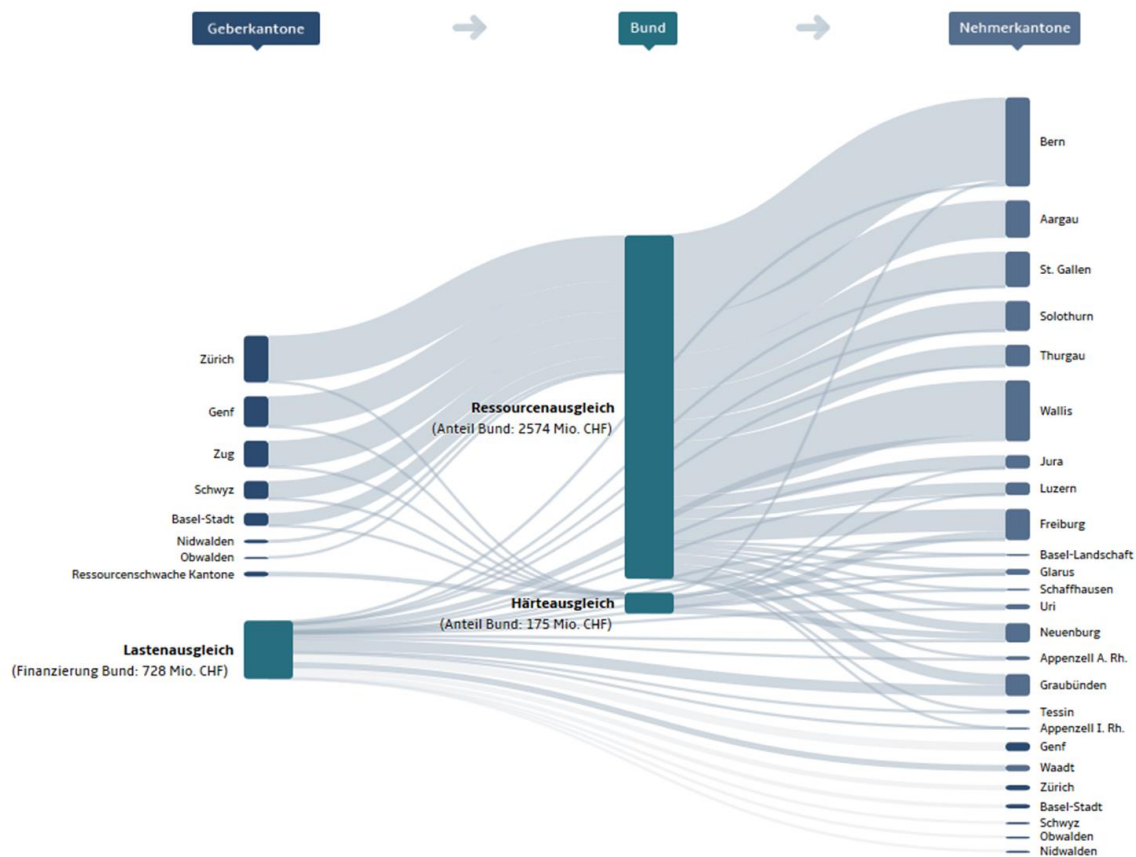 Geberkantone
Bund
Nehmerkantone
Bern
Aargau
St. Gallen
Solothurn
Zürich
Thurgau
Ressourcenausgleich
(Anteil Bund: 2574 Mio. CHF)
Genf
Wallis
Zug
Jura
Schwyz
Luzern
Basel-Stadt
Freiburg
Nidwalden
Obwalden
Basel-Landschaft
Ressourcenschwache Kantone
Glarus
Schaffhausen
Härteausgleich
(Anteil Bund: 175 Mio. CHF)
Uri
Neuenburg
Lastenausgleich
(Finanzierung Bund: 728 Mio. CHF)
Appenzell A. Rh.
Graubünden
Tessin
Appenzell I. Rh.
Genf
Waadt
Zürich
Basel-Stadt
Schwyz
Obwalden
Nidwalden